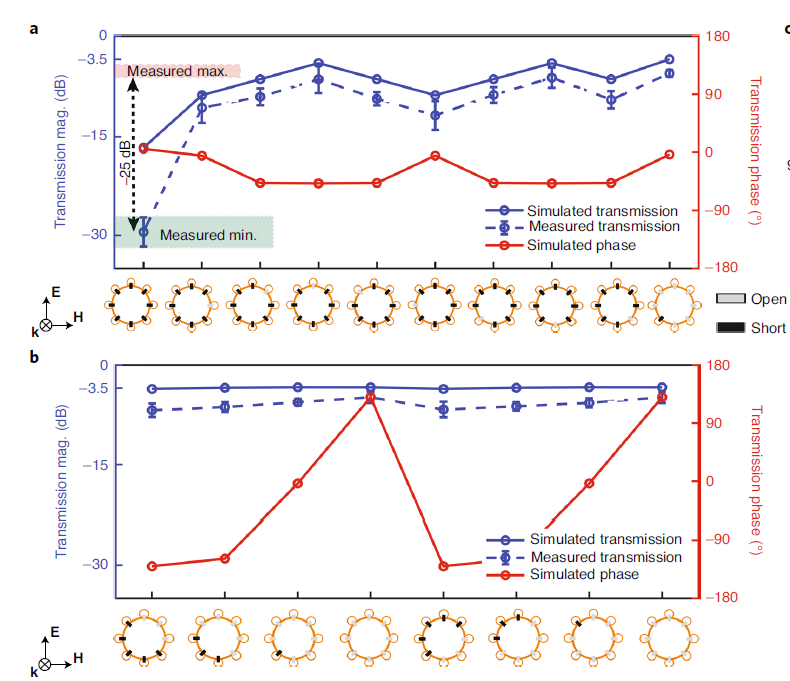 a
c
0
−3.5
−15
−30
Transmission mag. (dB)
180
90
0
−90
−180
Transmission phase (°)
Measured max.
~25 dB
Measured min.
Simulated transmission
Measured transmission
Simulated phase
E
H
k
Open
Short
b
0
−3.5
−15
−30
Transmission mag. (dB)
180
90
0
−90
−180
Transmission phase (°)
Simulated transmission
Measured transmission
Simulated phase
E
H
k